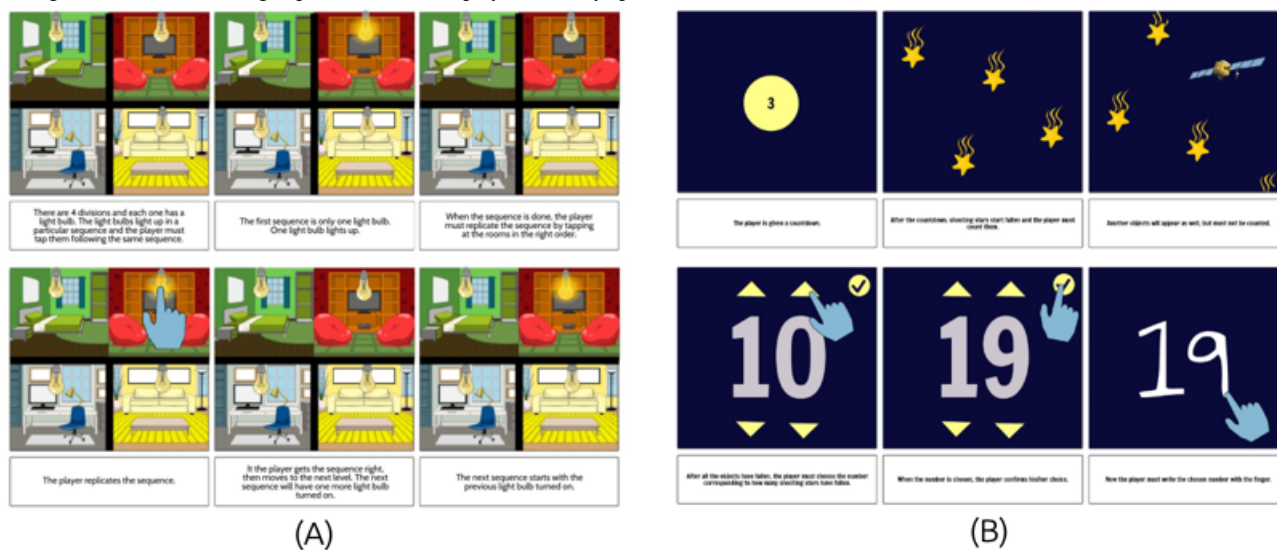 There are 4 divisions and each one has a
light bulb. The light bulbs light up in a
particular sequence and the player must
tap them following the same sequence.
The first sequence is only one light bulb.
One light bulb lights up.
When the sequence is done, the player
must replicate the sequence by tapping
at the rooms in the right order.
The player replicates the sequence.
It the player gets the sequence right,
then moves to the next level. The next
sequence will have one more light bulb
turned on.
The next sequence starts with the
previous light bulb turned on.
(A)
3
The player is given a countdown.
After the countdown, shooting stars start fallen and the player must
count them.
Another objects will appear as well, but must not be counted.
10
19
19
After all the objects have fallen, the player must choose the number
corresponding to how many shooting stars have fallen.
When the number is chosen, the player confirms his/her choice.
Now the player must write the chosen number with the finger.
(B)